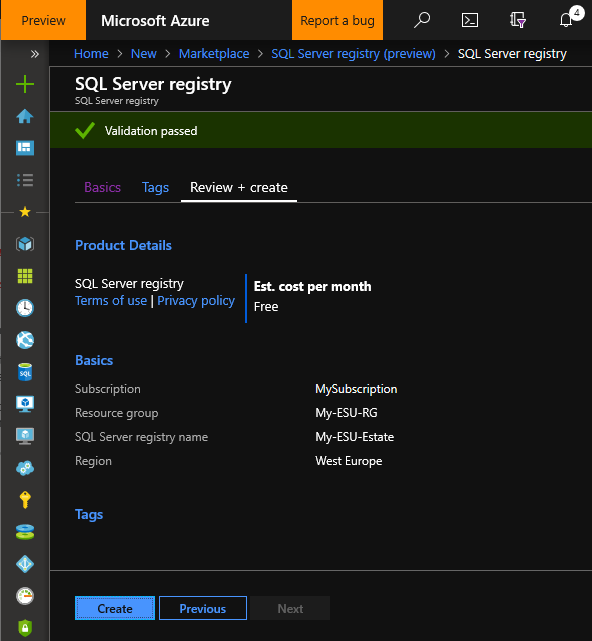 Preview
Microsoft Azure
Report a bug
4
Home > New > Marketplace > SQL Server registry (preview) > SQL Server registry
SQL Server registry
SQL Server registry
Validation passed
Basics Tags Review + create
Product Details
SQL Server registry
Terms of use | Privacy policy
Est. cost per month
Free
Basics
Subscription MySubscription
Resource group My-ESU-RG
SQL Server registry name My-ESU-Estate
Region West Europe
Tags
SQL
Create Previous Next